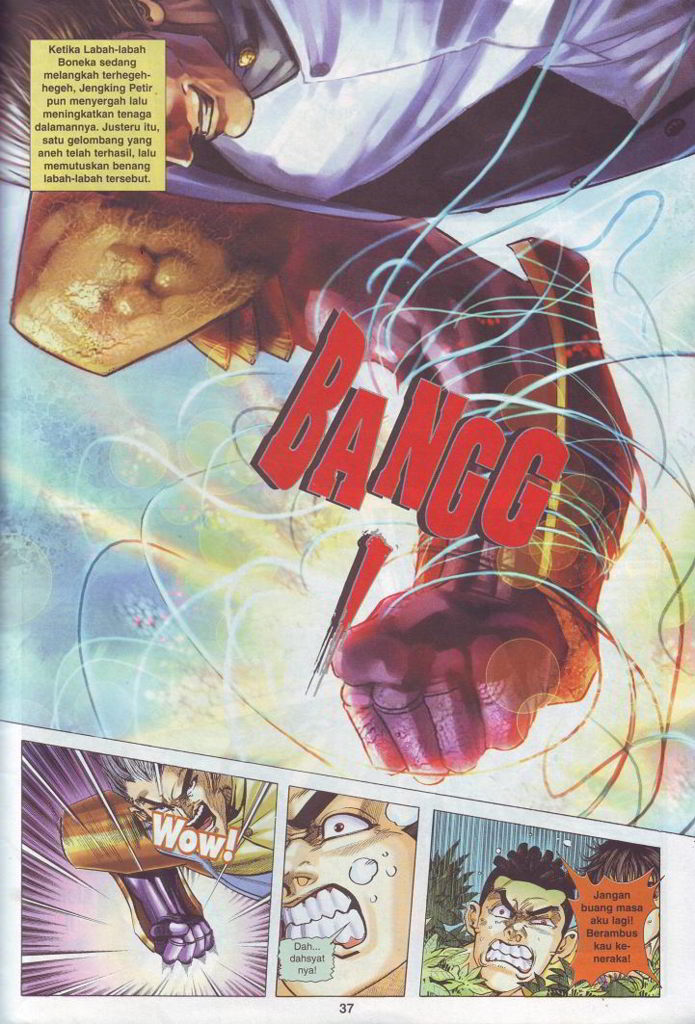 Ketika Labah-labah
Boneka sedang
melangkah terhegeh-
hegeh, Jengking Petir
pun menyergah lalu
meningkatkan tenaga
dalamannya. Justeru itu,
satu gelombang yang
aneh telah terhasil, lalu
memutuskan benang
labah-labah tersebut.
BANGG
!
Wow!
Dah...
dahsyat
nya!
Jangan
buang masa
aku lagi!
Berambus
kau ke-
neraka!
37